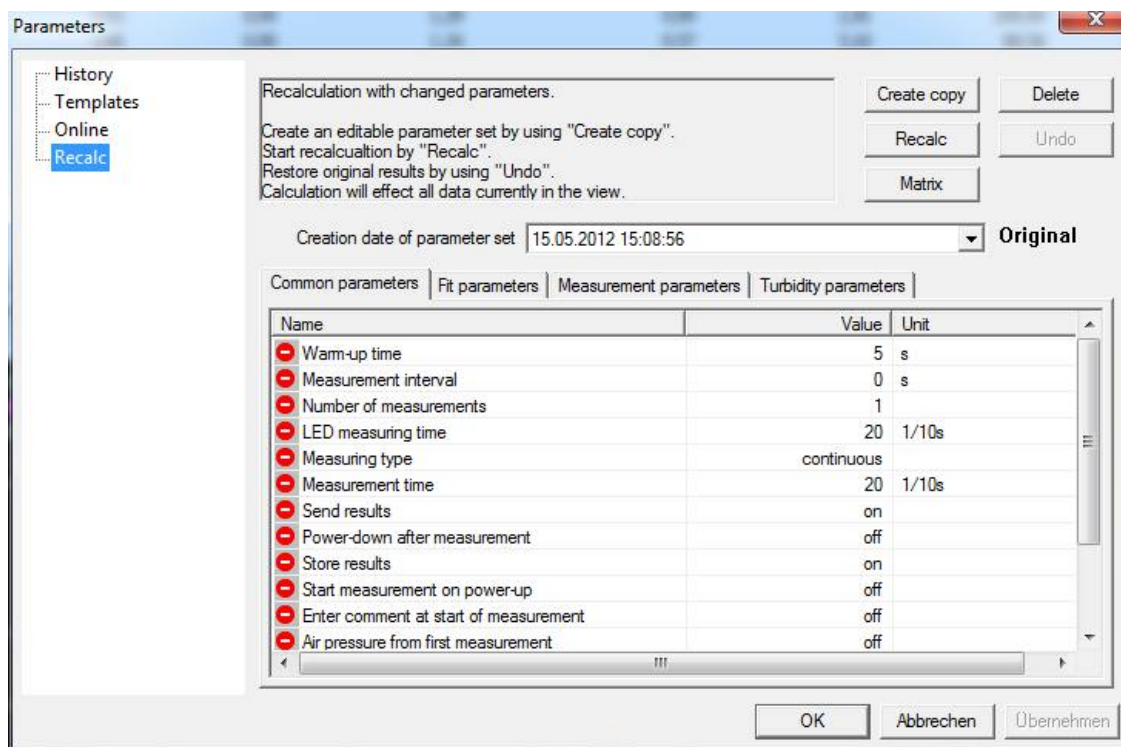 Parameters
History
Templates
Online
Recalc
Recalculation with changed parameters.
Create an editable parameter set by using "Create copy".
Start recalcualtion by "Recalc".
Restore original results by using "Undo".
Calculation will effect all data currently in the view.
Create copy
Delete
Recalc
Undo
Matrix
Creation date of parameter set 15.05.2012 15:08:56 Original
Common parameters Fit parameters Measurement parameters Turbidity parameters
Name Value Unit
Warm-up time 5 s
Measurement interval 0 s
Number of measurements 1
LED measuring time 20 1/10s
Measuring type continuous
Measurement time 20 1/10s
Send results on
Power-down after measurement off
Store results on
Start measurement on power-up off
Enter comment at start of measurement off
Air pressure from first measurement off
OK Abbrechen Übernehmen